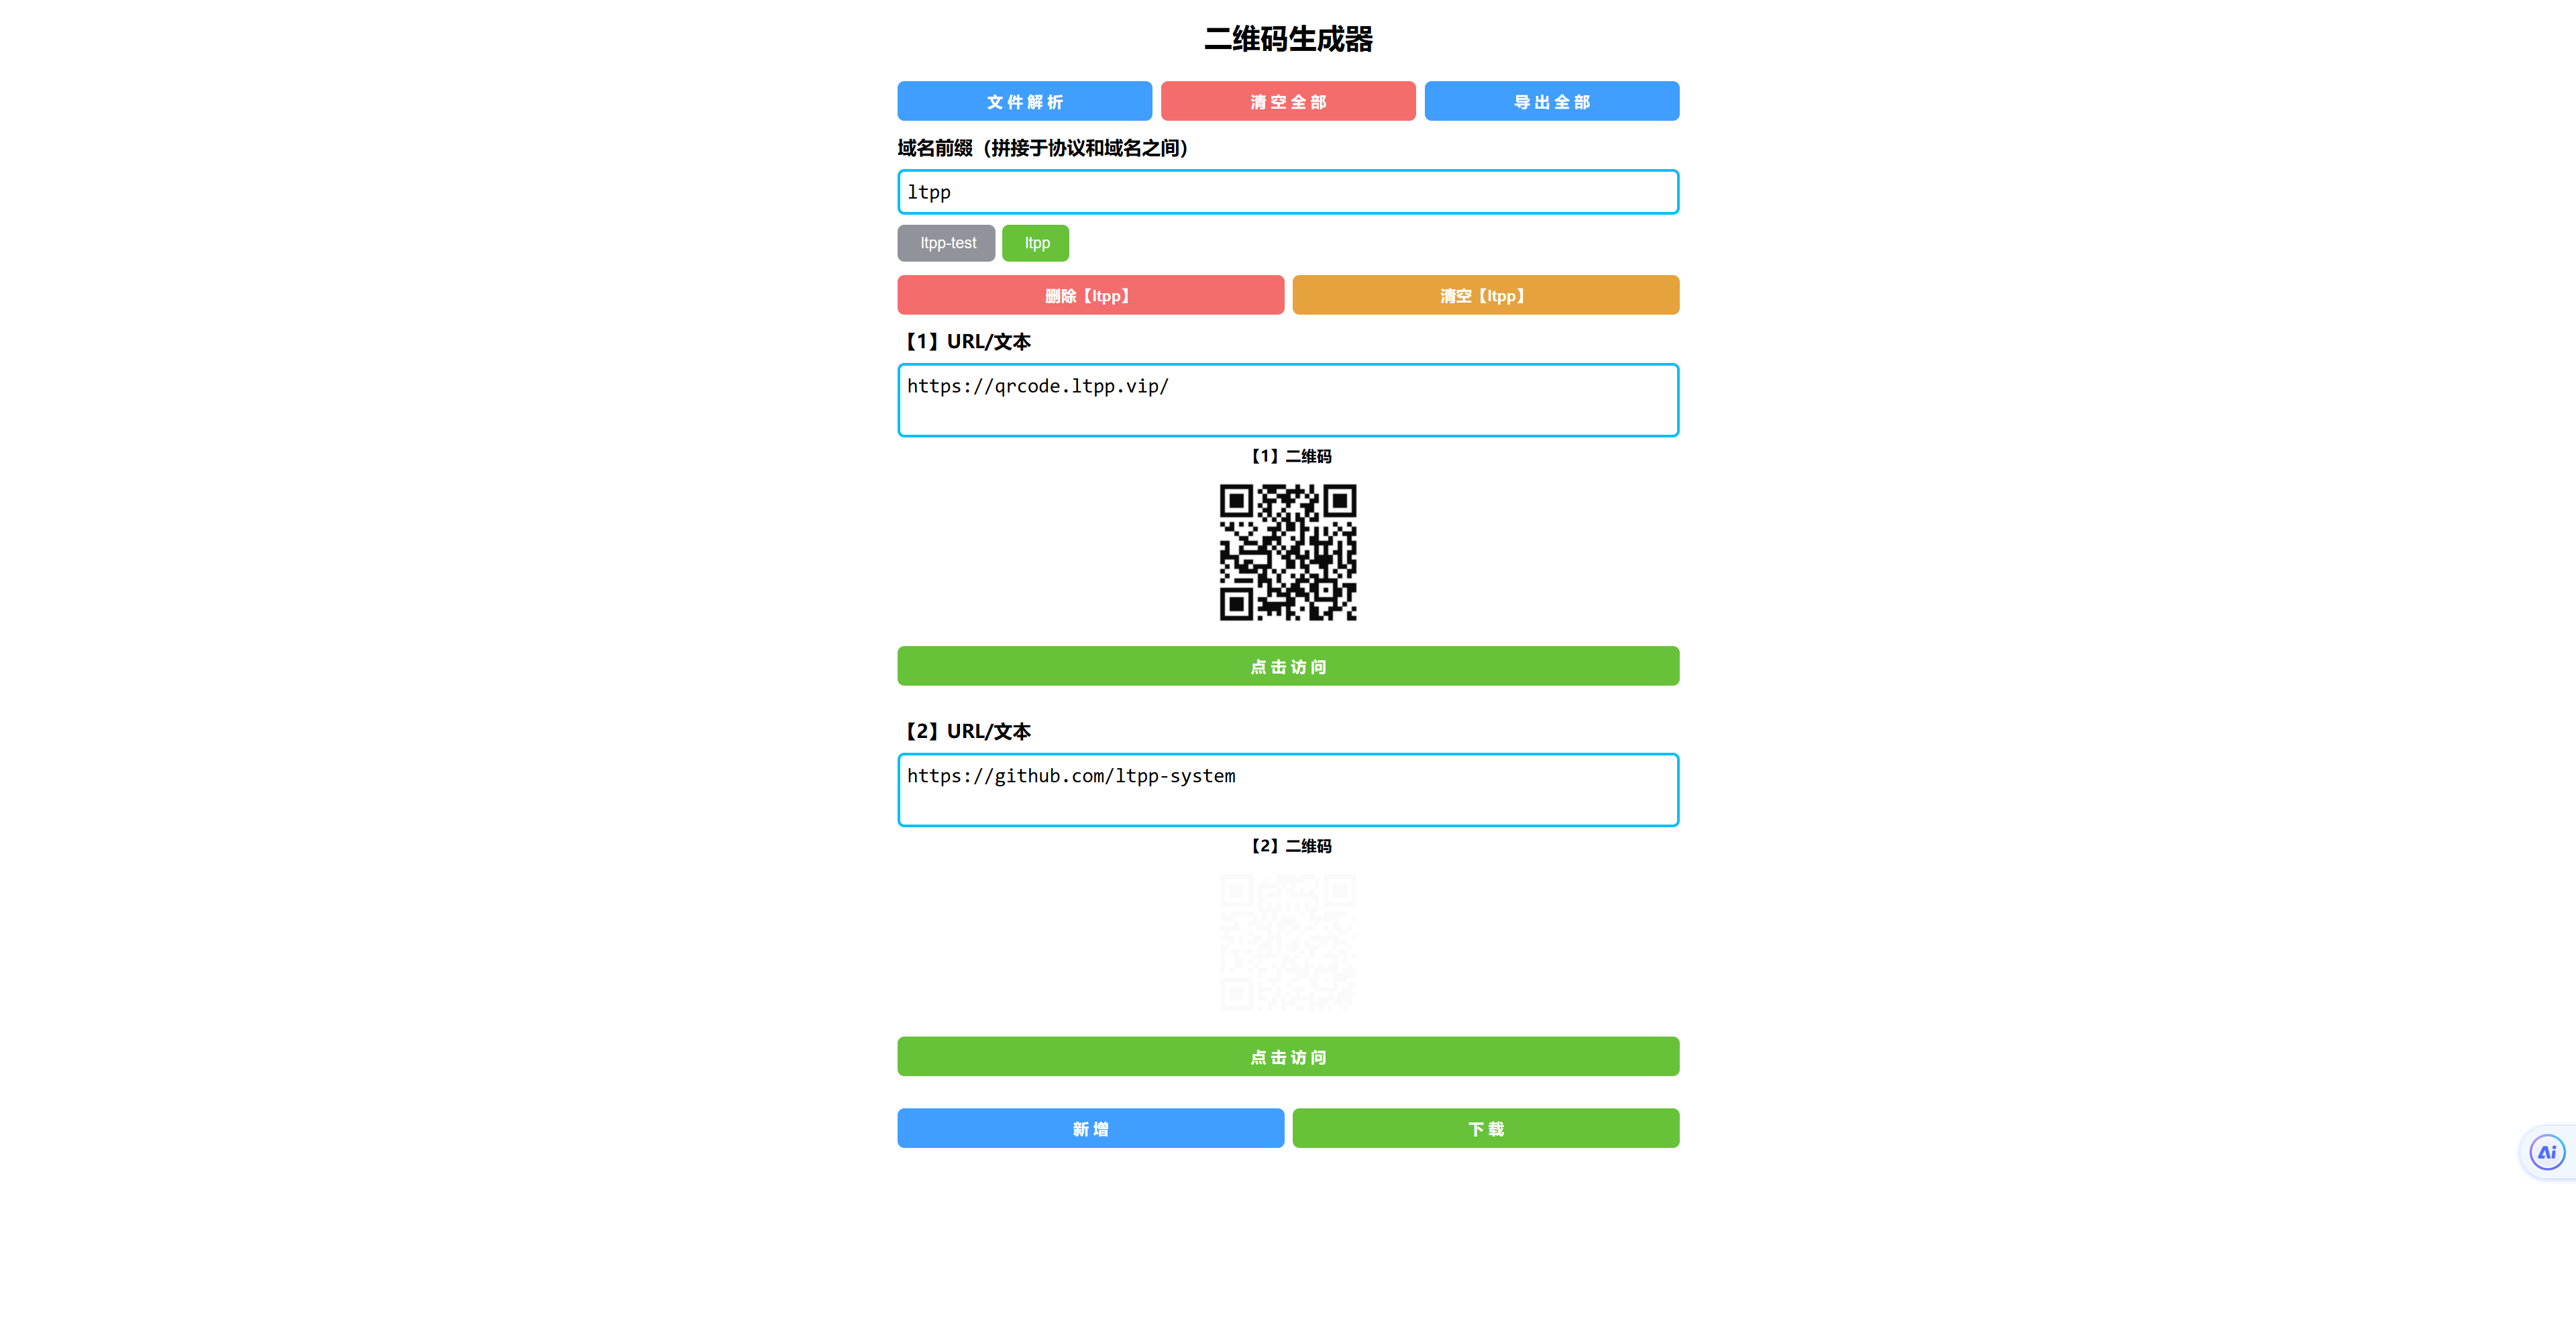 二维码生成器
文件解析
清空全部
导出全部
域名前缀（拼接于协议和域名之间）
ltpp
ltpp-test
ltpp
删除【ltpp】
清空【ltpp】
【1】URL/文本
https://qrcode.ltpp.vip/
【1】二维码
点击访问
【2】URL/文本
https://github.com/ltpp-system
【2】二维码
点击访问
新增
下载
Ai